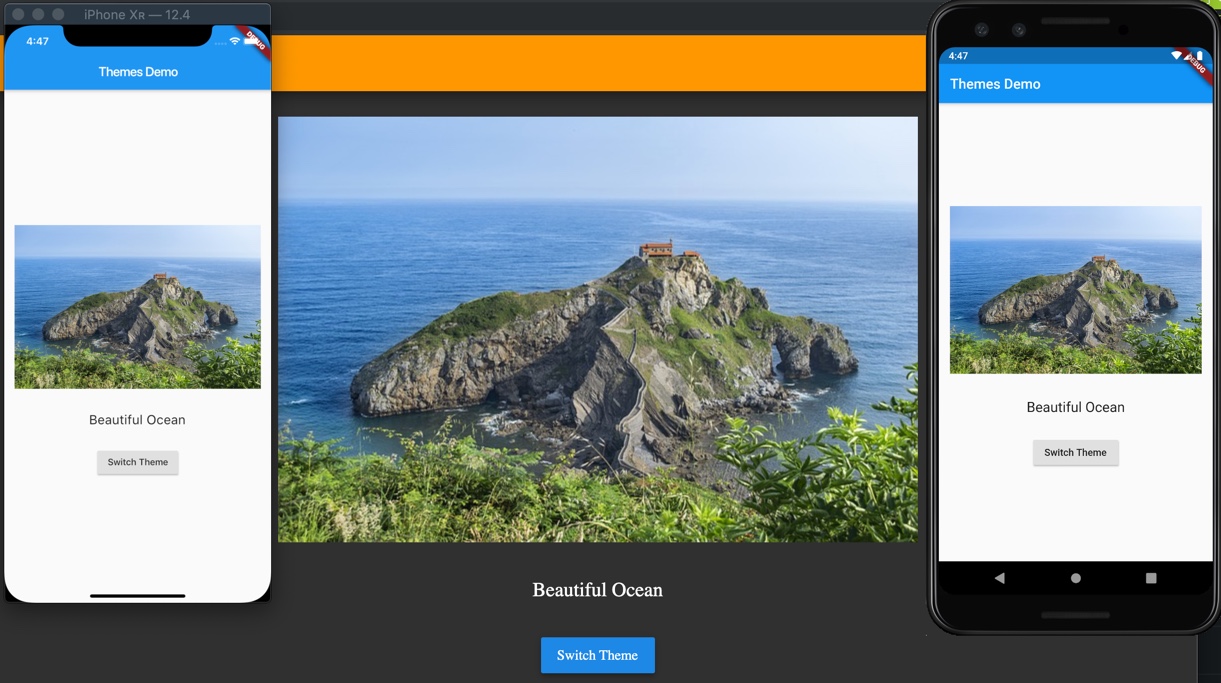 iPhone Xʀ — 12.4
4:47
DEBUG
Themes Demo
Beautiful Ocean
Switch Theme
Beautiful Ocean
Switch Theme
4:47
DEBUG
Themes Demo
Beautiful Ocean
Switch Theme